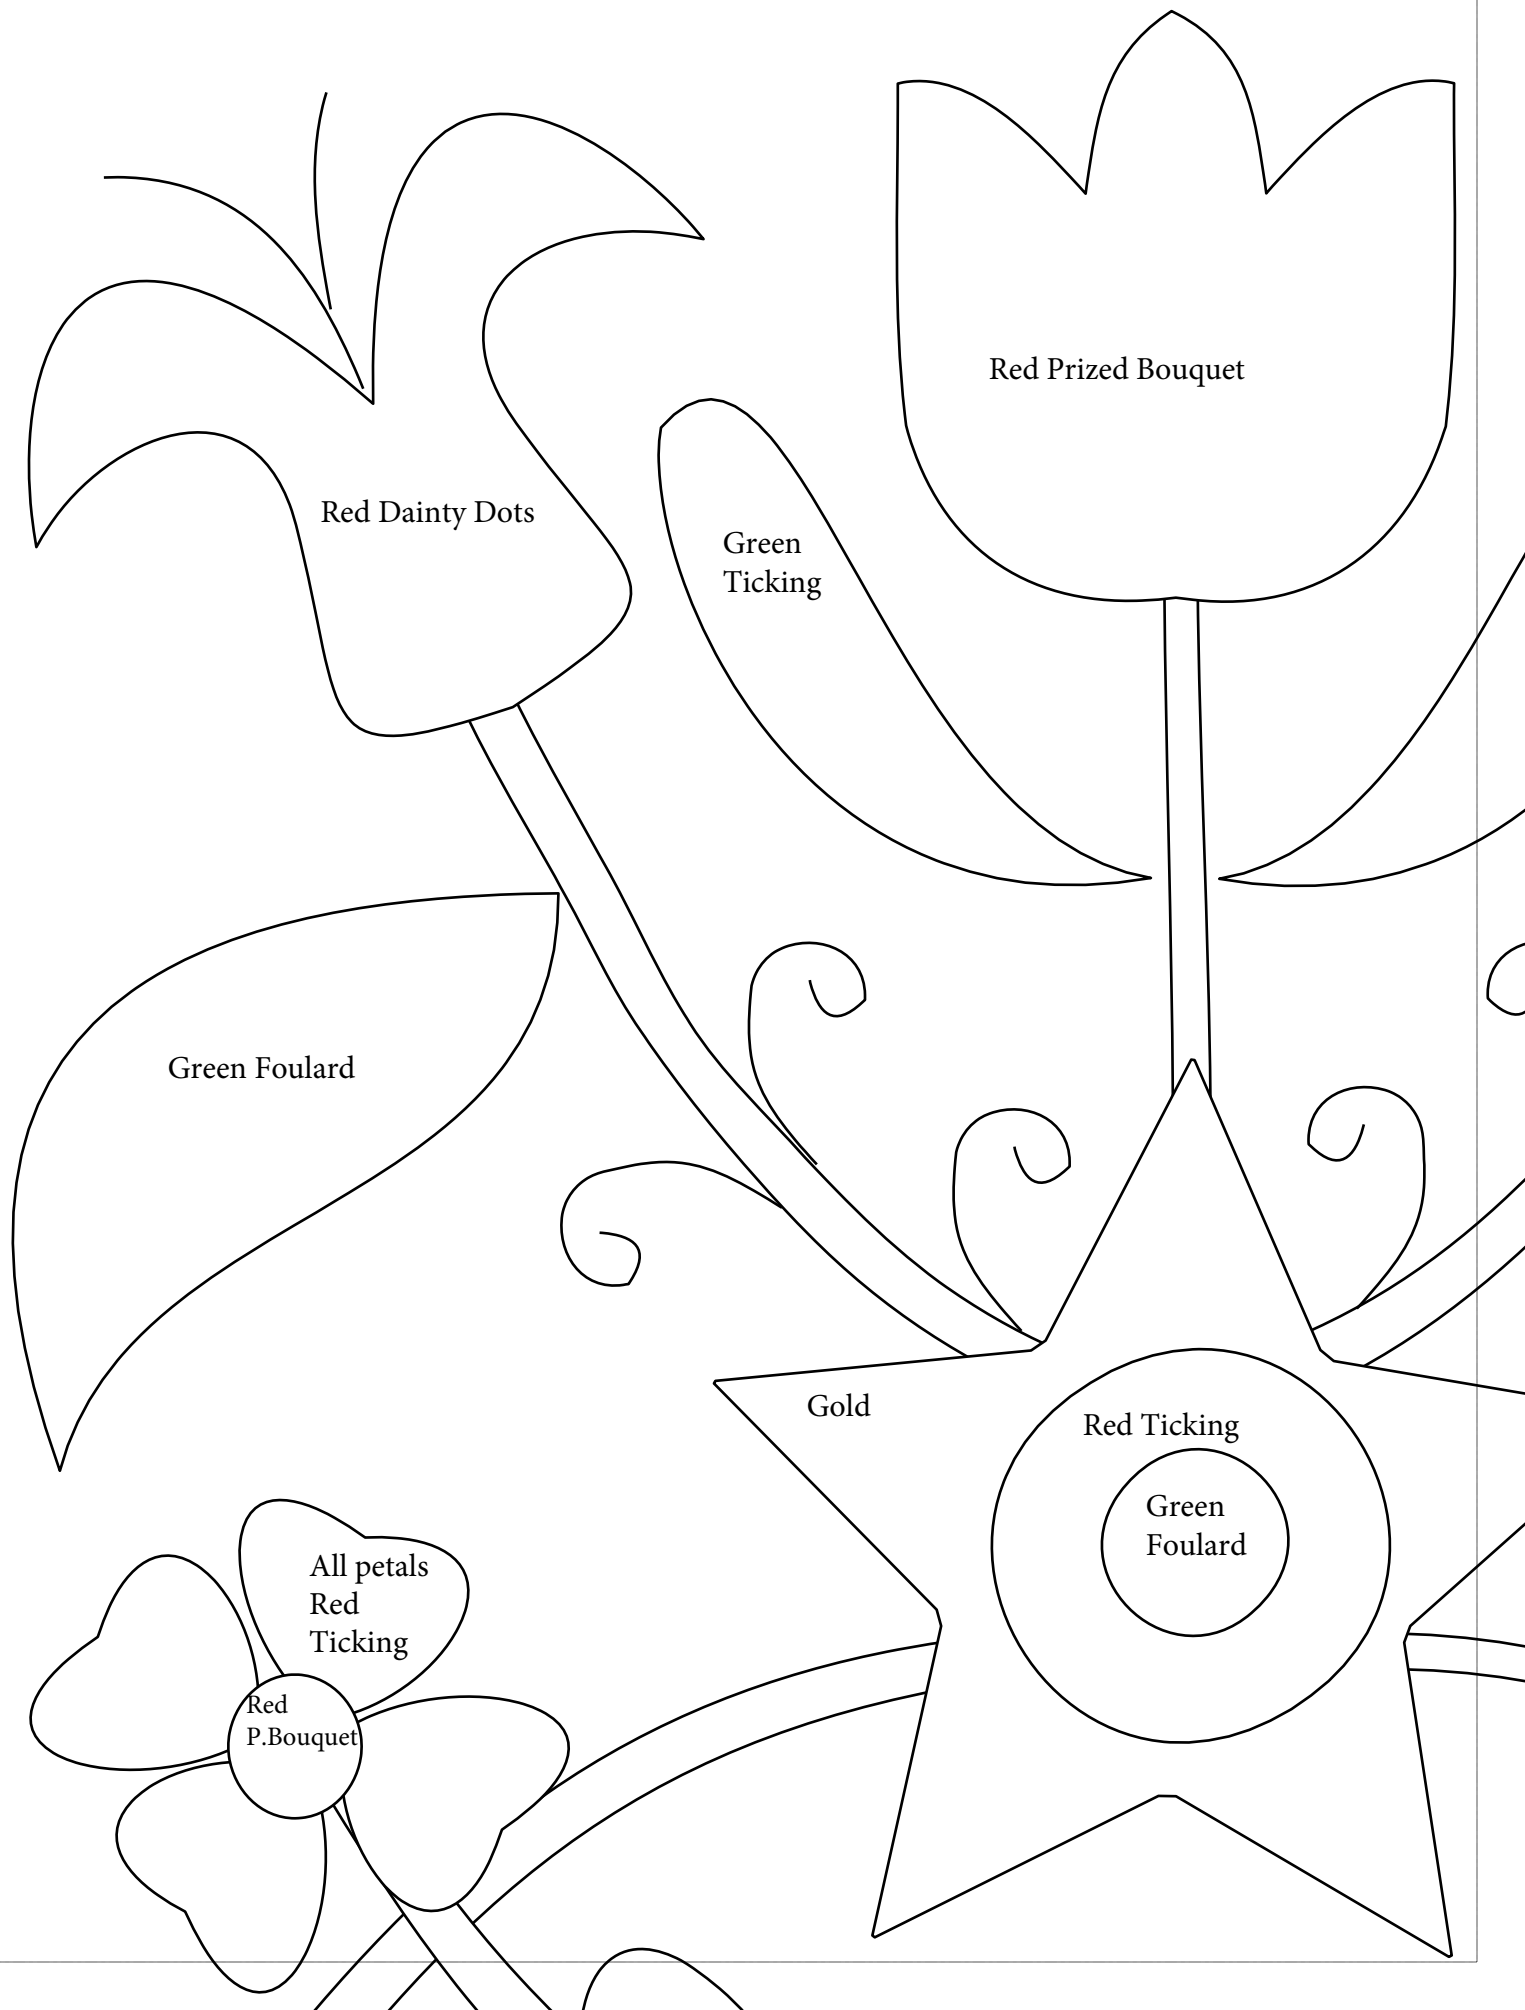 Red Prized Bouquet
Red Dainty Dots
Green
Ticking
Green Foulard
Gold
Red Ticking
Green
Foulard
All petals
Red
Ticking
Red
P.Bouquet